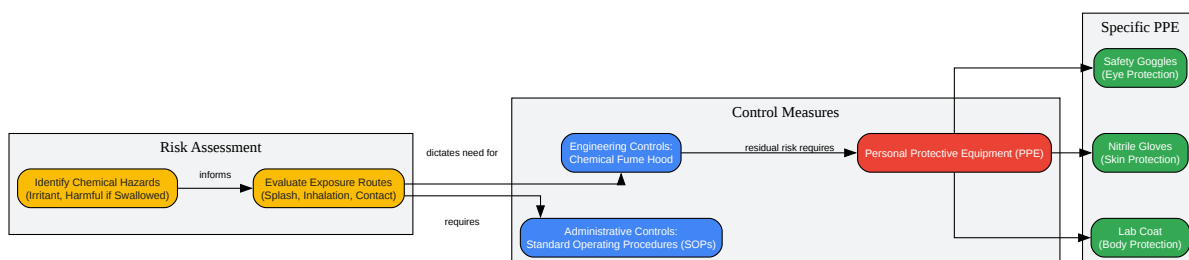 Specific PPE
Safety Goggles
(Eye Protection)
Control Measures
Risk Assessment
dictates need for
Engineering Controls:
Chemical Fume Hood
residual risk requires
Personal Protective Equipment (PPE)
Nitrile Gloves
(Skin Protection)
Identify Chemical Hazards
(Irritant, Harmful if Swallowed)
informs
Evaluate Exposure Routes
(Splash, Inhalation, Contact)
requires
Administrative Controls:
Standard Operating Procedures (SOPs)
Lab Coat
(Body Protection)